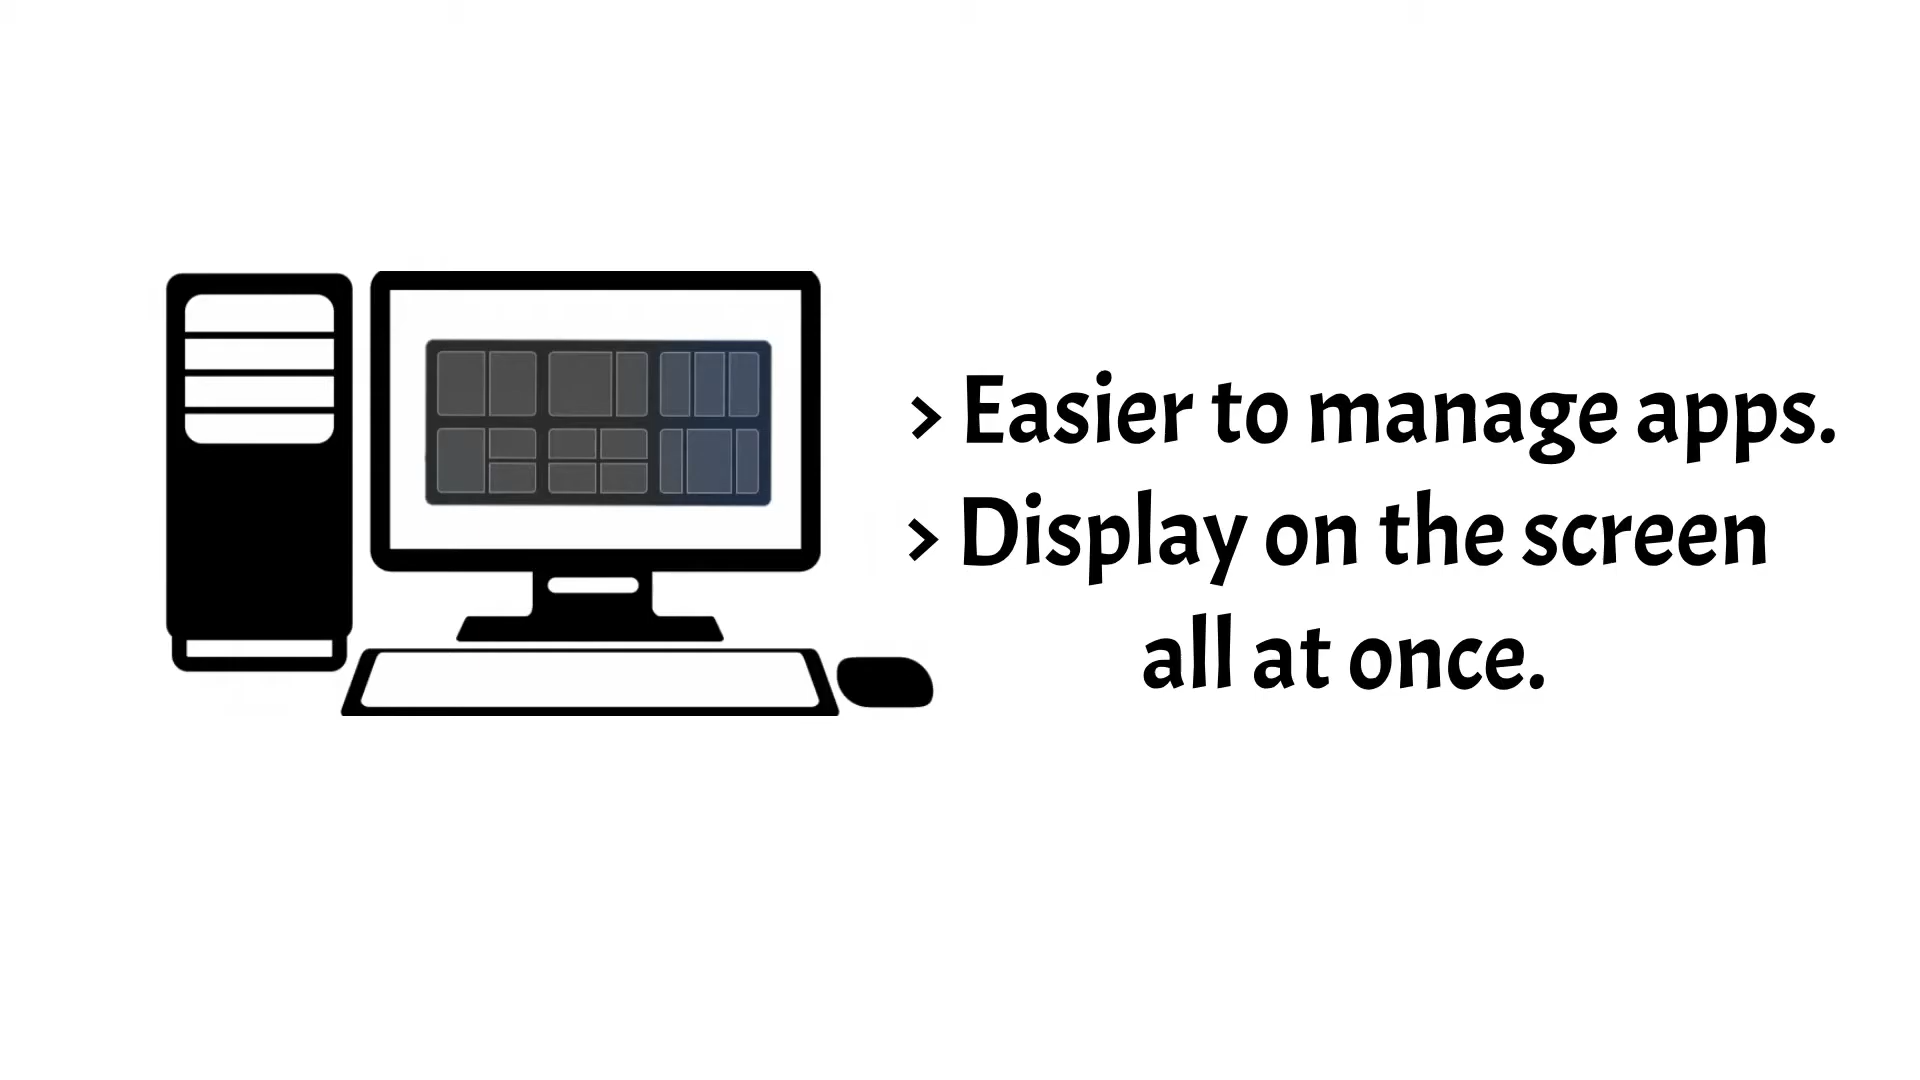 > Easier to manage apps.
> Display on the screen
all at once.